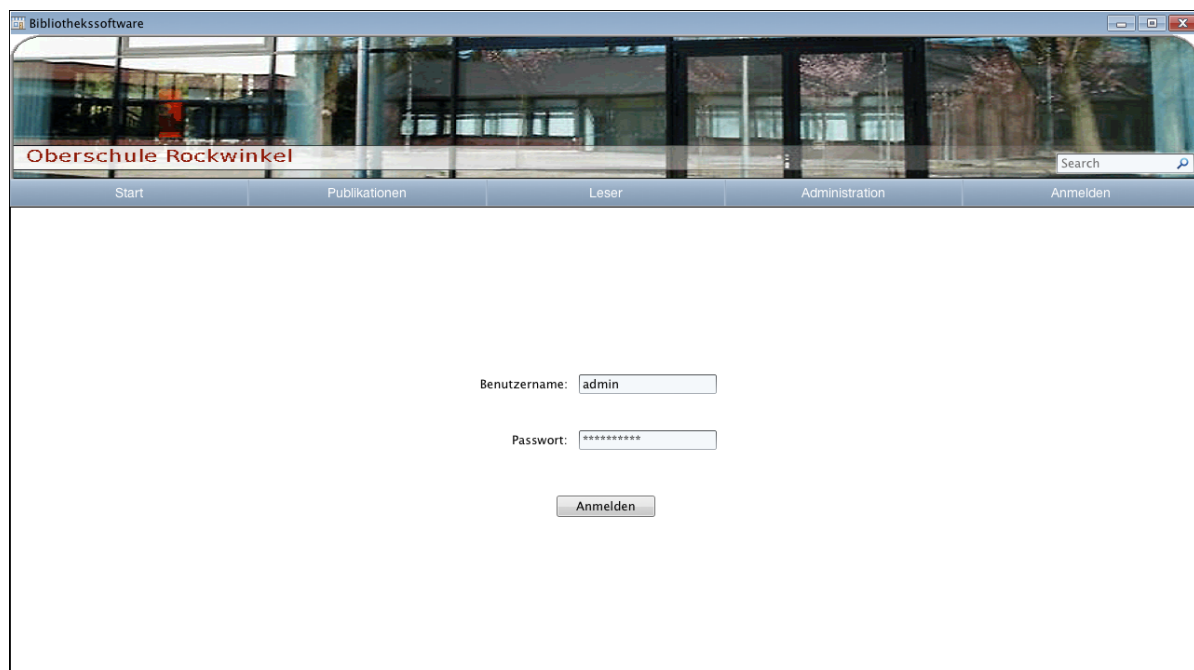 Bibliothekssoftware
Oberschule Rockwinkel
Search
Start Publikationen Leser Administration Anmelden
Benutzername: admin
Passwort: **********
Anmelden